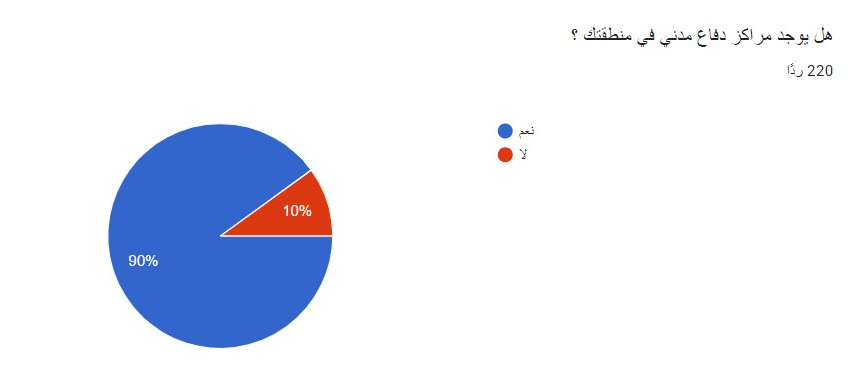 هل يوجد مراكز دفاع مدني في منطقتك ؟
220 ردًا
نعم
لا
10%
90%